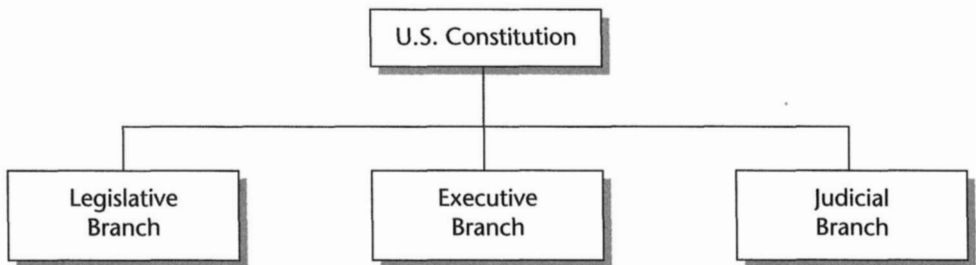 U.S. Constitution
Legislative
Branch
Executive
Branch
Judicial
Branch